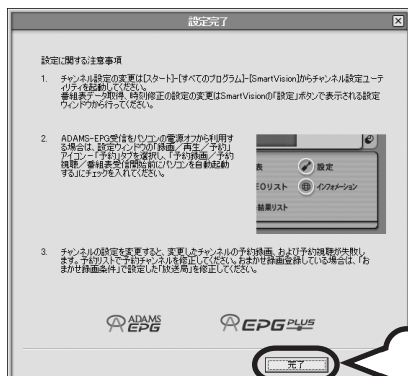 設定完了
設定に関する注意事項
1. チャンネル設定の変更は[スタート]-[すべてのプログラム]-[SmartVision]からチャンネル設定ユーテ
ィリティを起動してください。
番組表データ取得、時刻修正の設定の変更はSmartVisionの「設定」ボタンで表示される設定
ウィンドウから行ってください。
2. ADAMS-EPG受信をパソコンの電源オフから利用す
る場合は、設定ウィンドウの「録画／再生／予約」
アイコン－「予約」タブを選択し、「予約録画／予約
視聴／番組表受信開始前にパソコンを自動起動
する」にチェックを入れてください。
表 設定
EOリスト インフォメーション
結果リスト
3. チャンネルの設定を変更すると、変更したチャンネルの予約録画、および予約視聴が失敗し
ます。予約リストで予約チャンネルを修正してください。おまかせ録画登録している場合は、「お
まかせ録画条件」で設定した「放送局」を修正してください。
ADAMS EPG
EPG PLUS
完了